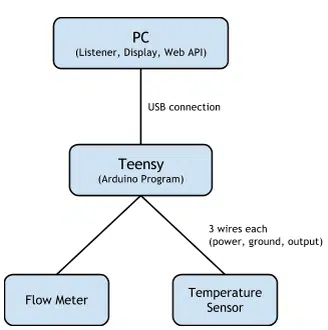 PC
(Listener, Display, Web API)
USB connection
Teensy
(Arduino Program)
3 wires each
(power, ground, output)
Flow Meter
Temperature
Sensor